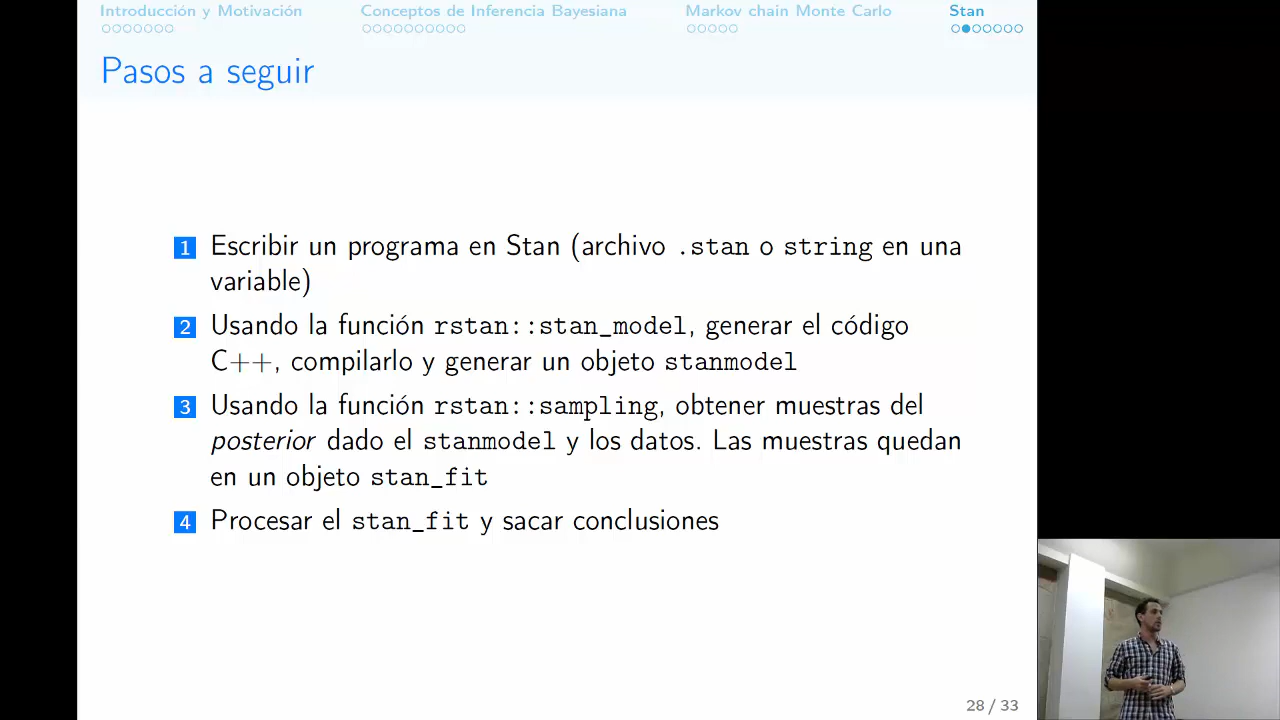 Introducción y Motivación Conceptos de Inferencia Bayesiana Markov chain Monte Carlo Stan
Pasos a seguir
1 Escribir un programa en Stan (archivo .stan o string en una
variable)
2 Usando la función rstan::stan_model, generar el código
C++, compilarlo y generar un objeto stanmodel
3 Usando la función rstan::sampling, obtener muestras del
posterior dado el stanmodel y los datos. Las muestras quedan
en un objeto stan_fit
4 Procesar el stan_fit y sacar conclusiones
28 / 33